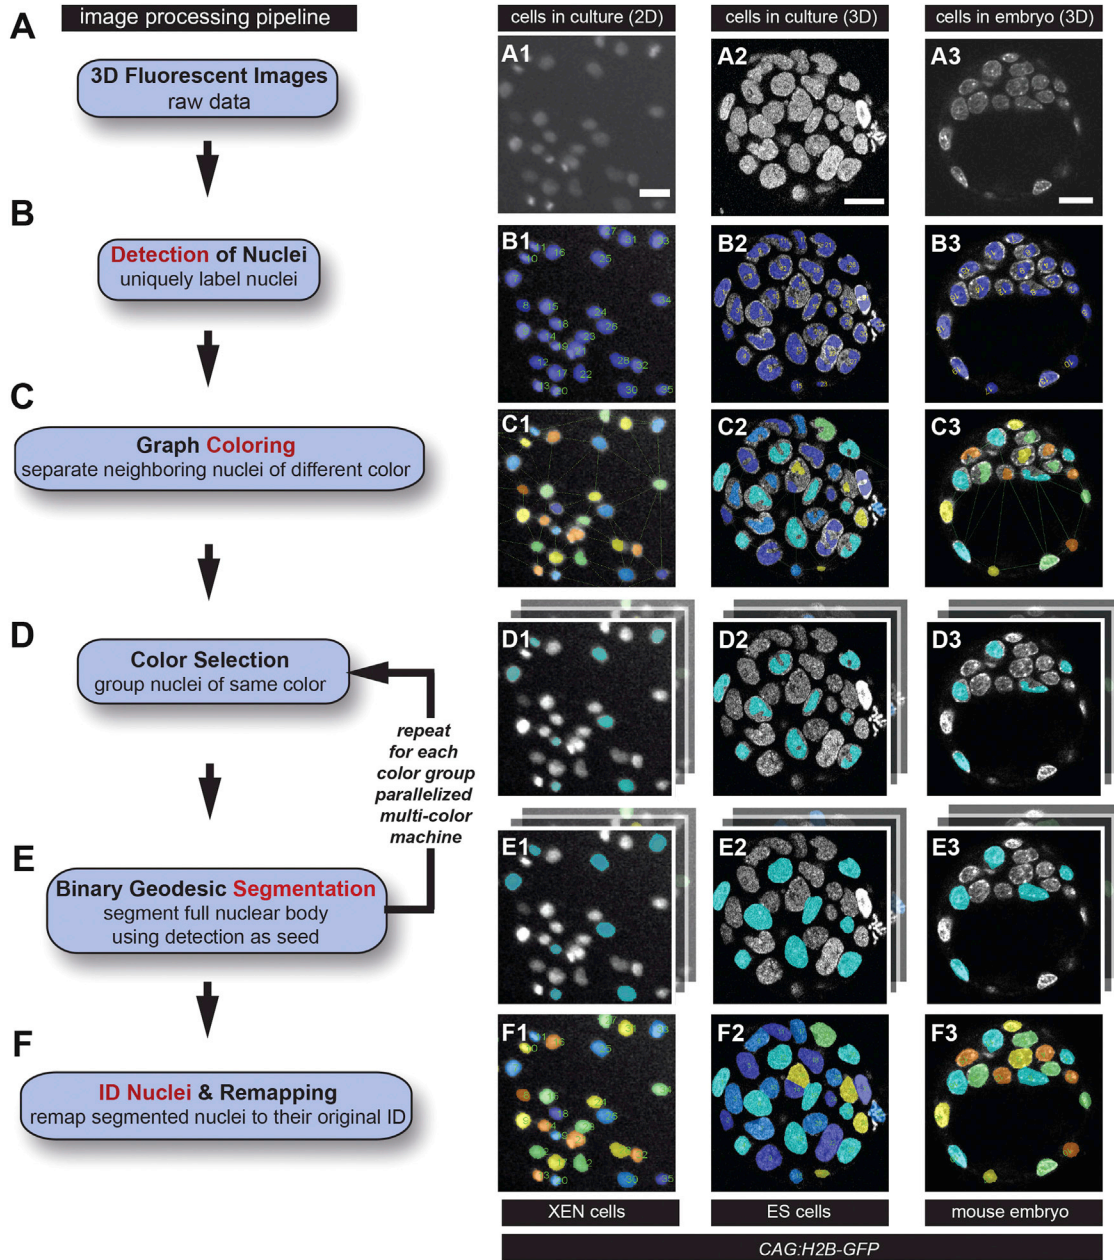 A
image processing pipeline
3D Fluorescent Images
raw data
B
Detection of Nuclei
uniquely label nuclei
C
Graph Coloring
separate neighboring nuclei of different color
D
Color Selection
group nuclei of same color
repeat
for each
color group
parallelized
multi-color
machine
E
Binary Geodesic Segmentation
segment full nuclear body
using detection as seed
F
ID Nuclei & Remapping
remap segmented nuclei to their original ID
cells in culture (2D)
cells in culture (3D)
cells in embryo (3D)
A1
A2
A3
B1
B2
B3
C1
C2
C3
D1
D2
D3
E1
E2
E3
F1
F2
F3
XEN cells
ES cells
mouse embryo
CAG:H2B-GFP